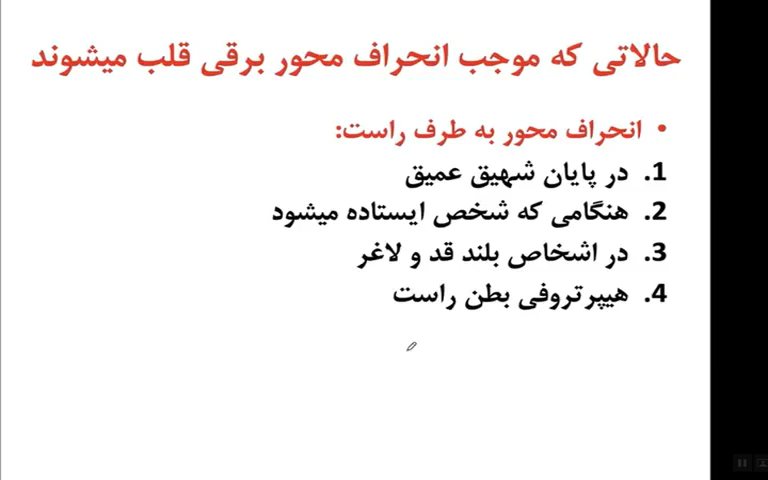 حالاتی که موجب انحراف محور برقی قلب میشوند
• انحراف محور به طرف راست:
1. در پایان شهیق عمیق
2. هنگامی که شخص ایستاده میشود
3. در اشخاص بلند قد و لاغر
4. هیپرتروفی بطن راست